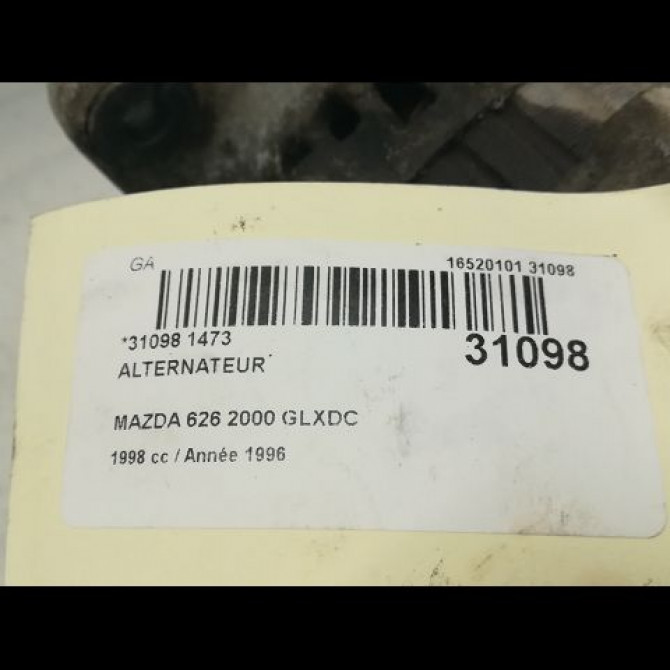 GA 16520101 31098
*31098 1473 31098
ALTERNATEUR
MAZDA 626 2000 GLXDC
1998 cc / Année 1996